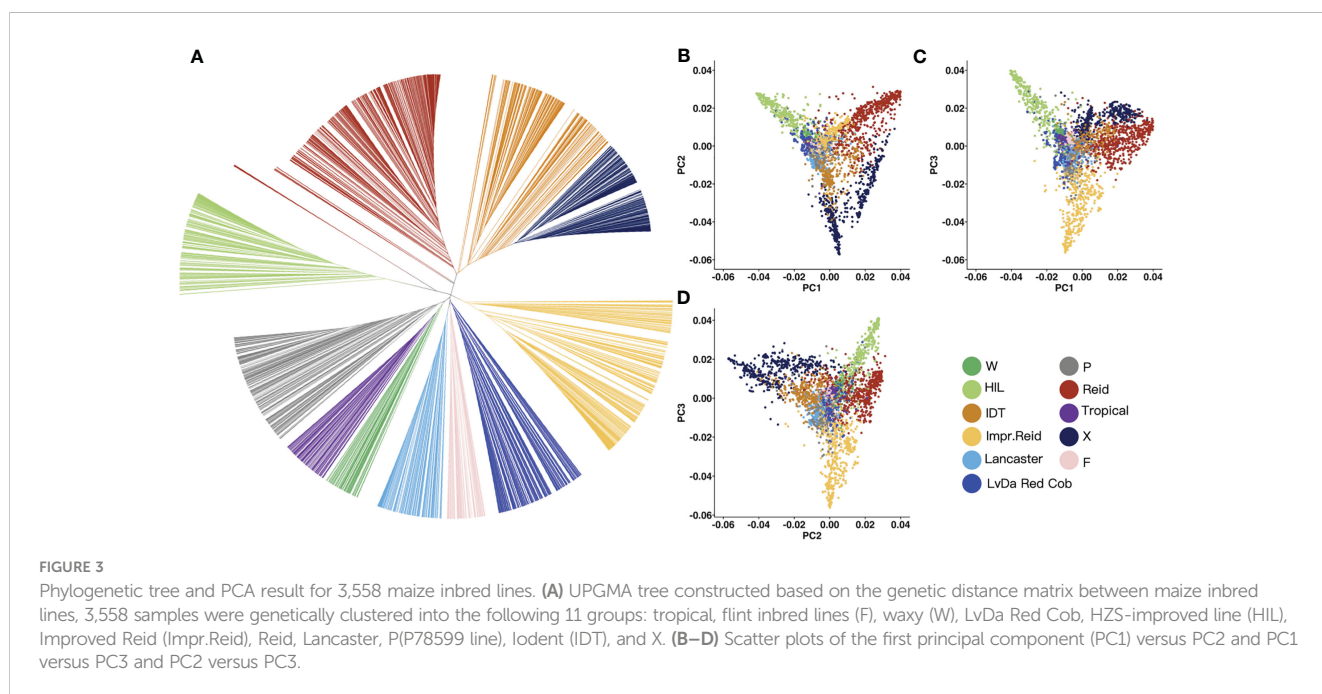 A
B
0.04
0.02
0.00
-0.02
-0.04
-0.06
PC2
-0.06 -0.04 -0.02 0.00 0.02 0.04
PC1
C
0.04
0.02
0.00
-0.02
-0.04
-0.06
PC3
-0.06 -0.04 -0.02 0.00 0.02 0.04
PC1
D
0.04
0.02
0.00
-0.02
-0.04
-0.06
PC3
-0.06 -0.04 -0.02 0.00 0.02 0.04
PC2
W
HIL
IDT
Impr.Reid
Lancaster
LvDa Red Cob
P
Reid
Tropical
X
F
FIGURE 3
Phylogenetic tree and PCA result for 3,558 maize inbred lines. (A) UPGMA tree constructed based on the genetic distance matrix between maize inbred
lines, 3,558 samples were genetically clustered into the following 11 groups: tropical, flint inbred lines (F), waxy (W), LvDa Red Cob, HZS-improved line (HIL),
Improved Reid (Impr.Reid), Reid, Lancaster, P(P78599 line), Iodent (IDT), and X. (B–D) Scatter plots of the first principal component (PC1) versus PC2 and PC1
versus PC3 and PC2 versus PC3.